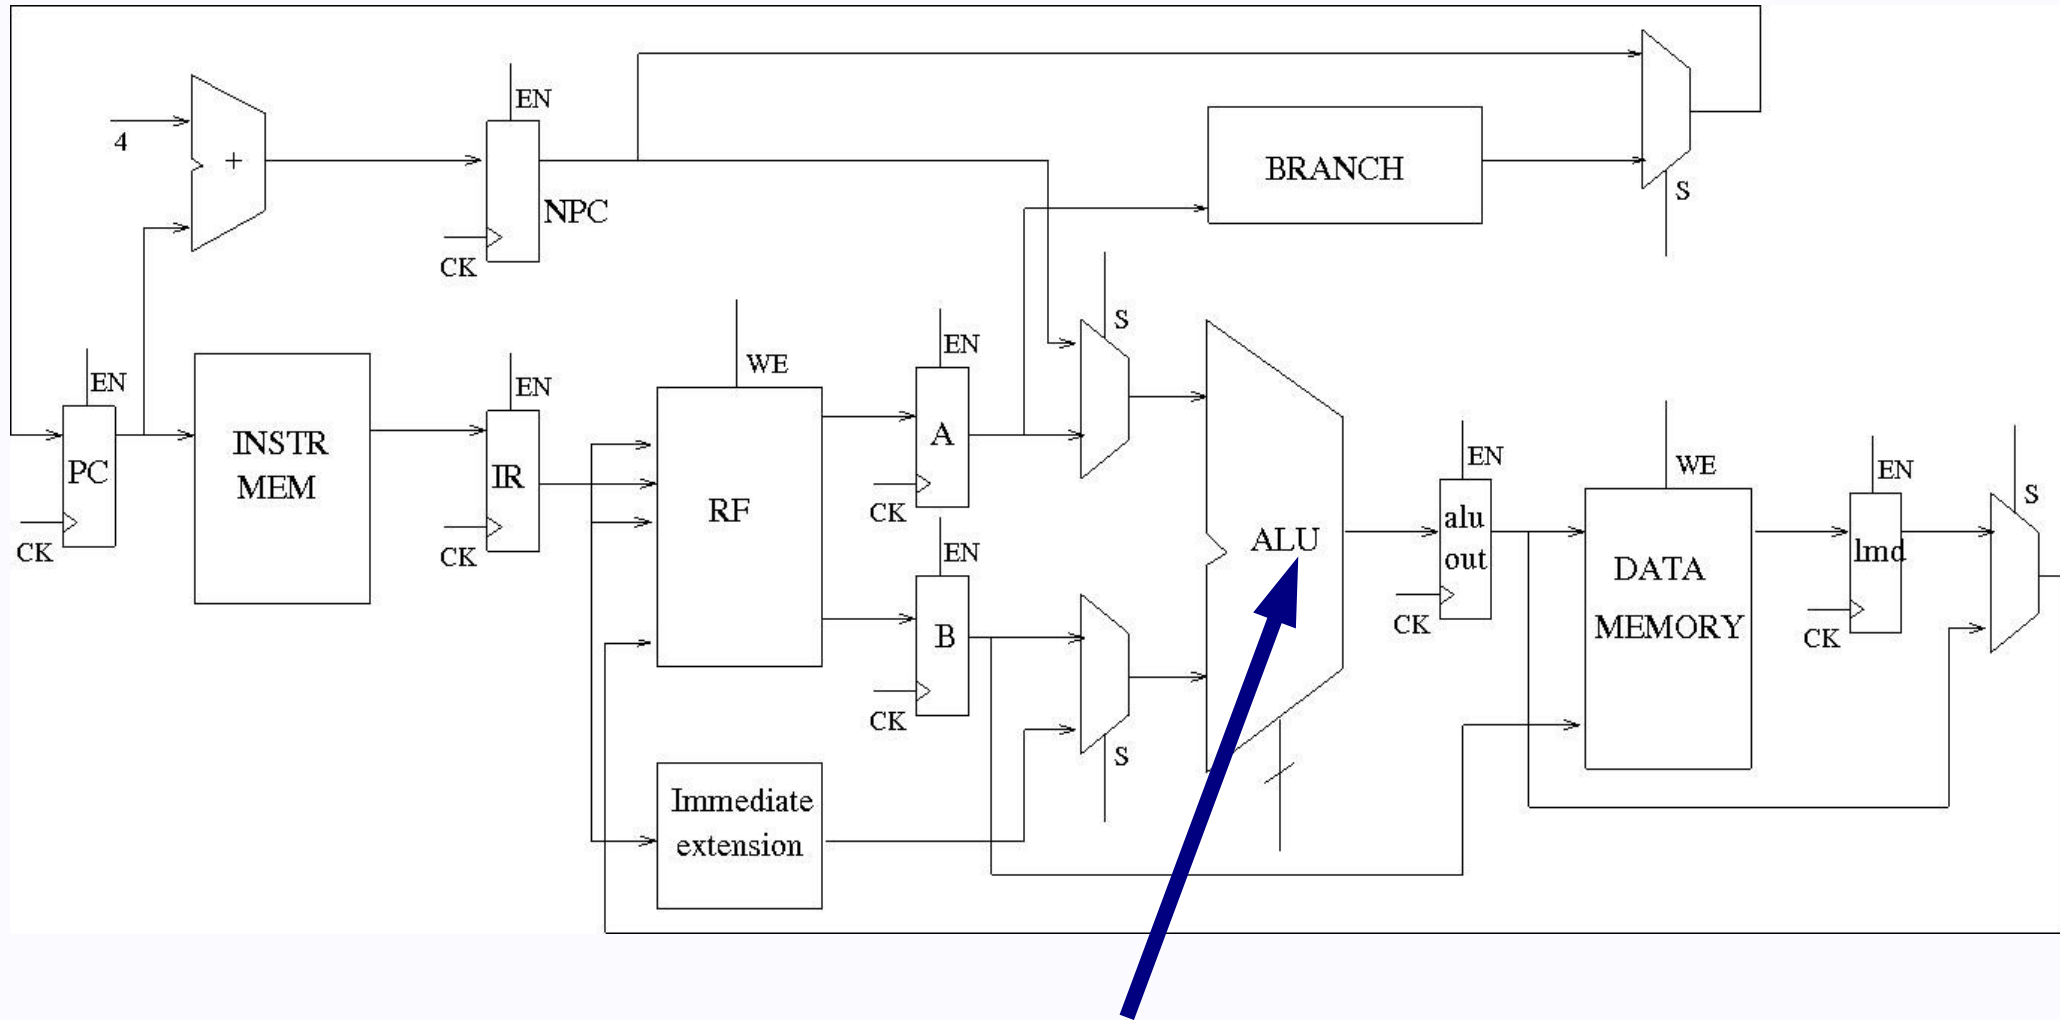 EN
4
+
BRANCH
NPC
S
CK
S
EN
WE
EN
EN
INSTR
MEM
A
PC
IR
RF
CK
EN
WE
EN
S
alu
out
ALU
lmd
DATA
MEMORY
CK
CK
CK
EN
B
CK
CK
CK
S
Immediate
extension